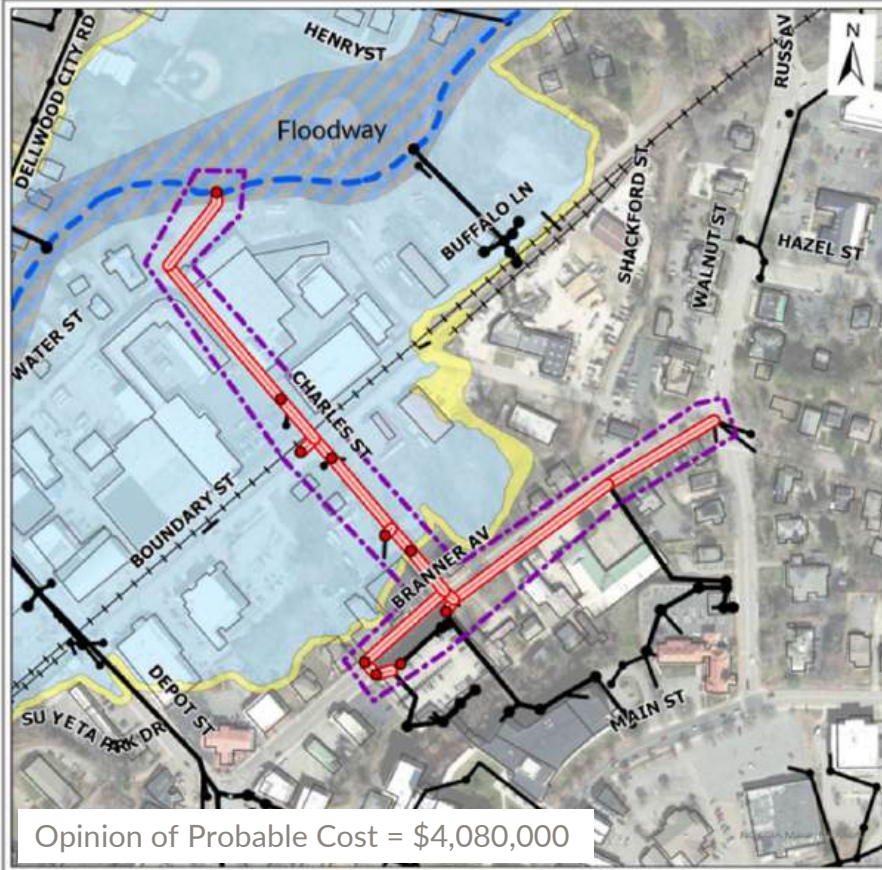 DELLWOOD CITY RD
HENRYST
RUSS AV
N
Floodway
SHACKFORD ST
BUFFALO LN
WALNUT ST
HAZEL ST
WATER ST
CHARLES ST
BOUNDARY ST
BRANNER AV
DEPOT ST
MAIN ST
SU YETA PARK DR
Opinion of Probable Cost = $4,080,000